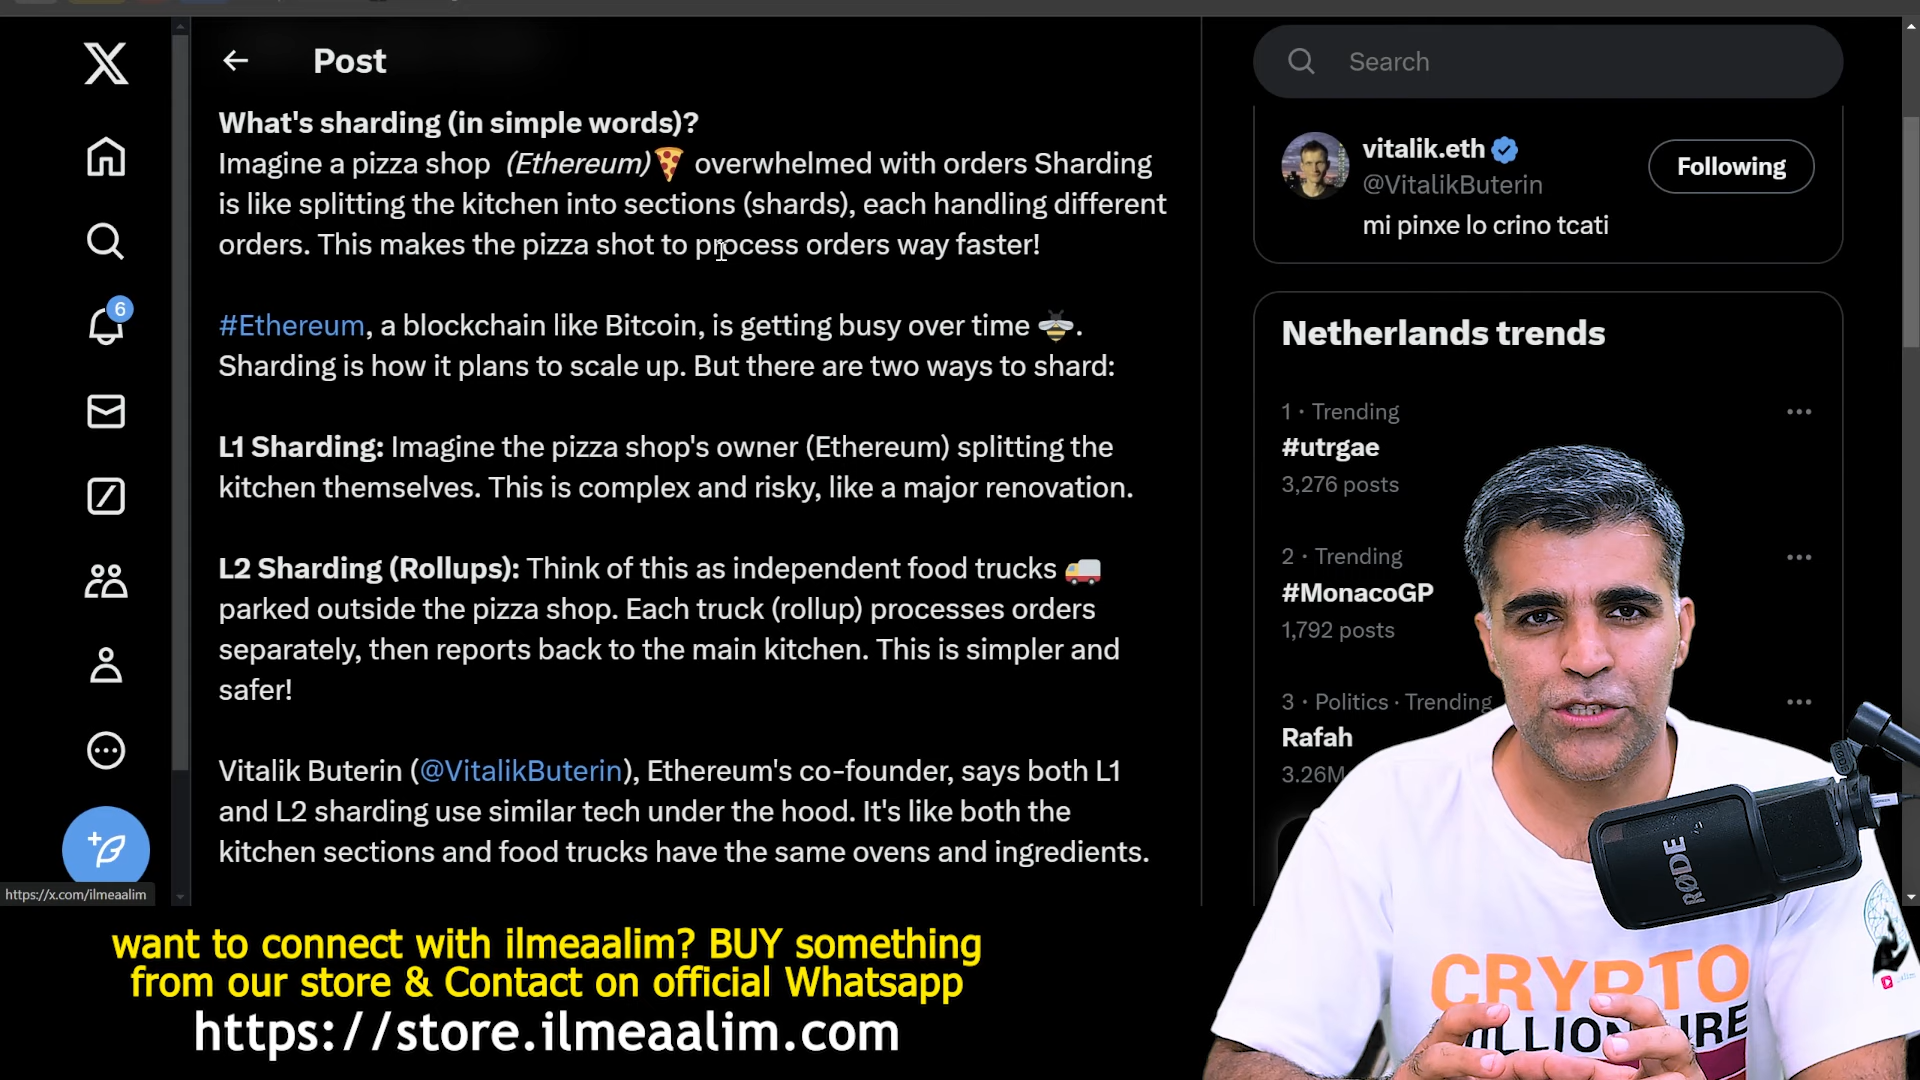 Post
What's sharding (in simple words)?
Imagine a pizza shop (Ethereum)🍕 overwhelmed with orders Sharding
is like splitting the kitchen into sections (shards), each handling different
orders. This makes the pizza shot to process orders way faster!
#Ethereum, a blockchain like Bitcoin, is getting busy over time 🐝.
Sharding is how it plans to scale up. But there are two ways to shard:
L1 Sharding: Imagine the pizza shop's owner (Ethereum) splitting the
kitchen themselves. This is complex and risky, like a major renovation.
L2 Sharding (Rollups): Think of this as independent food trucks 🚚
parked outside the pizza shop. Each truck (rollup) processes orders
separately, then reports back to the main kitchen. This is simpler and
safer!
Vitalik Buterin (@VitalikButerin), Ethereum's co-founder, says both L1
and L2 sharding use similar tech under the hood. It's like both the
kitchen sections and food trucks have the same ovens and ingredients.
6
https://x.com/ilmeaalim
Search
vitalik.eth
@VitalikButerin
Following
mi pinxe lo crino tcati
Netherlands trends
1 · Trending
#utrgae
3,276 posts
2 · Trending
#MonacoGP
1,792 posts
3 · Politics · Trending
Rafah
3.26M
RØDE
CRYPTO
want to connect with ilmeaalim? BUY something
from our store & Contact on official Whatsapp
https://store.ilmeaalim.com